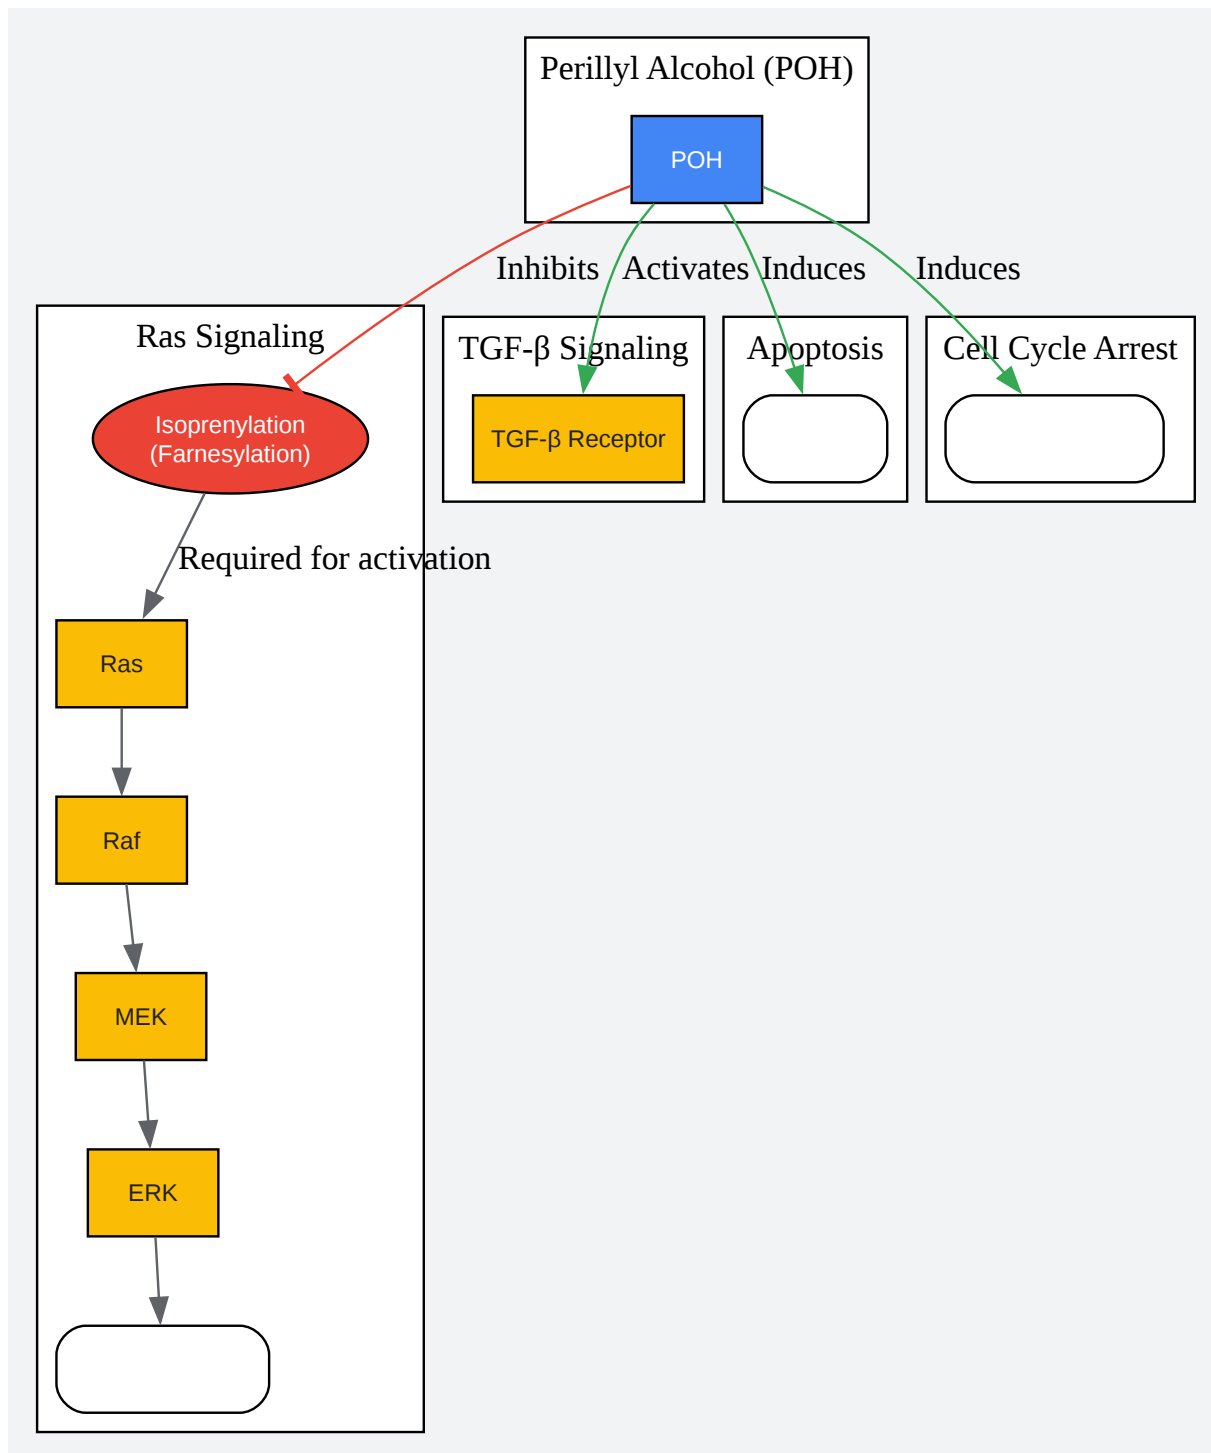 Perillyl Alcohol (POH)
POH
Inhibits
Activates
Induces
Induces
Ras Signaling
TGF-β Signaling
Apoptosis
Cell Cycle Arrest
Isoprenylation
(Farnesylation)
TGF-β Receptor
Required for activation
Ras
Raf
MEK
ERK